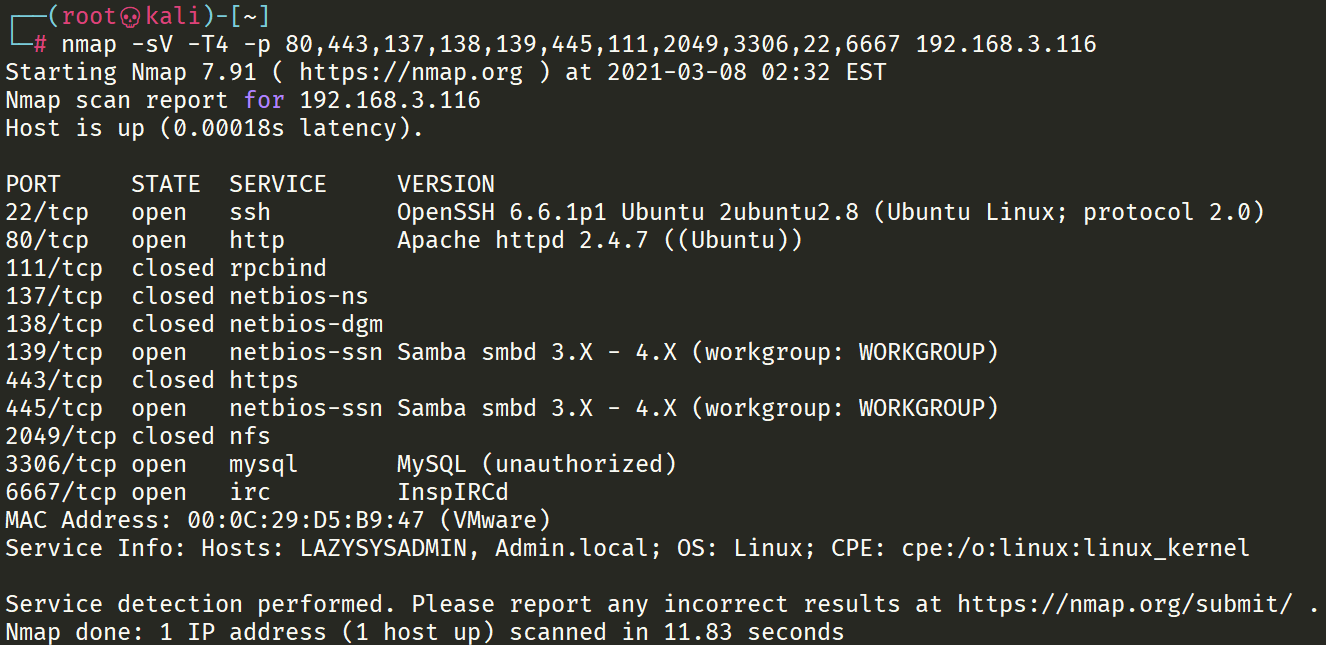 ┌──(root💀kali)-[~]
└─# nmap -sV -T4 -p 80,443,137,138,139,445,111,2049,3306,22,6667 192.168.3.116
Starting Nmap 7.91 ( https://nmap.org ) at 2021-03-08 02:32 EST
Nmap scan report for 192.168.3.116
Host is up (0.00018s latency).

PORT     STATE  SERVICE     VERSION
22/tcp   open   ssh         OpenSSH 6.6.1p1 Ubuntu 2ubuntu2.8 (Ubuntu Linux; protocol 2.0)
80/tcp   open   http        Apache httpd 2.4.7 ((Ubuntu))
111/tcp  closed rpcbind
137/tcp  closed netbios-ns
138/tcp  closed netbios-dgm
139/tcp  open   netbios-ssn Samba smbd 3.X - 4.X (workgroup: WORKGROUP)
443/tcp  closed https
445/tcp  open   netbios-ssn Samba smbd 3.X - 4.X (workgroup: WORKGROUP)
2049/tcp closed nfs
3306/tcp open   mysql       MySQL (unauthorized)
6667/tcp open   irc         InspIRCd
MAC Address: 00:0C:29:D5:B9:47 (VMware)
Service Info: Hosts: LAZYSYSADMIN, Admin.local; OS: Linux; CPE: cpe:/o:linux:linux_kernel

Service detection performed. Please report any incorrect results at https://nmap.org/submit/ .
Nmap done: 1 IP address (1 host up) scanned in 11.83 seconds